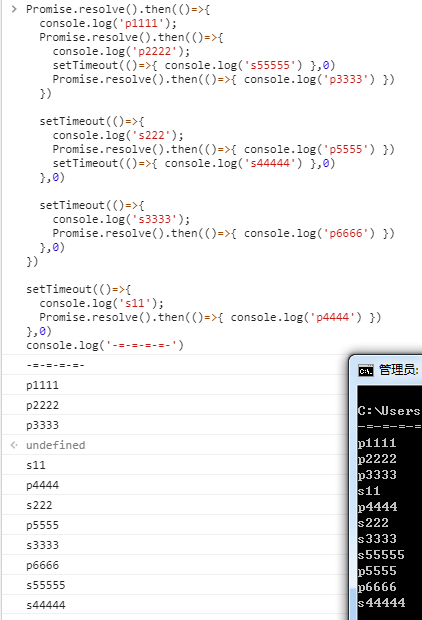 Promise.resolve().then(()=>{
console.log('p1111');
Promise.resolve().then(()=>{
console.log('p2222');
setTimeout(()=>{ console.log('s55555') },0)
Promise.resolve().then(()=>{ console.log('p3333') })
})
setTimeout(()=>{
console.log('s222');
Promise.resolve().then(()=>{ console.log('p5555') })
setTimeout(()=>{ console.log('s44444') },0)
},0)
setTimeout(()=>{
console.log('s3333');
Promise.resolve().then(()=>{ console.log('p6666') })
},0)
})
setTimeout(()=>{
console.log('s11');
Promise.resolve().then(()=>{ console.log('p4444') })
},0)
console.log('-=-=-=-=-')
-=-=-=-=-
p1111
p2222
p3333
undefined
s11
p4444
s222
p5555
s3333
p6666
s55555
s44444
管理员:
C:\Users
-=-=-=-=
p1111
p2222
p3333
s11
p4444
s222
s3333
s55555
p5555
p6666
s44444